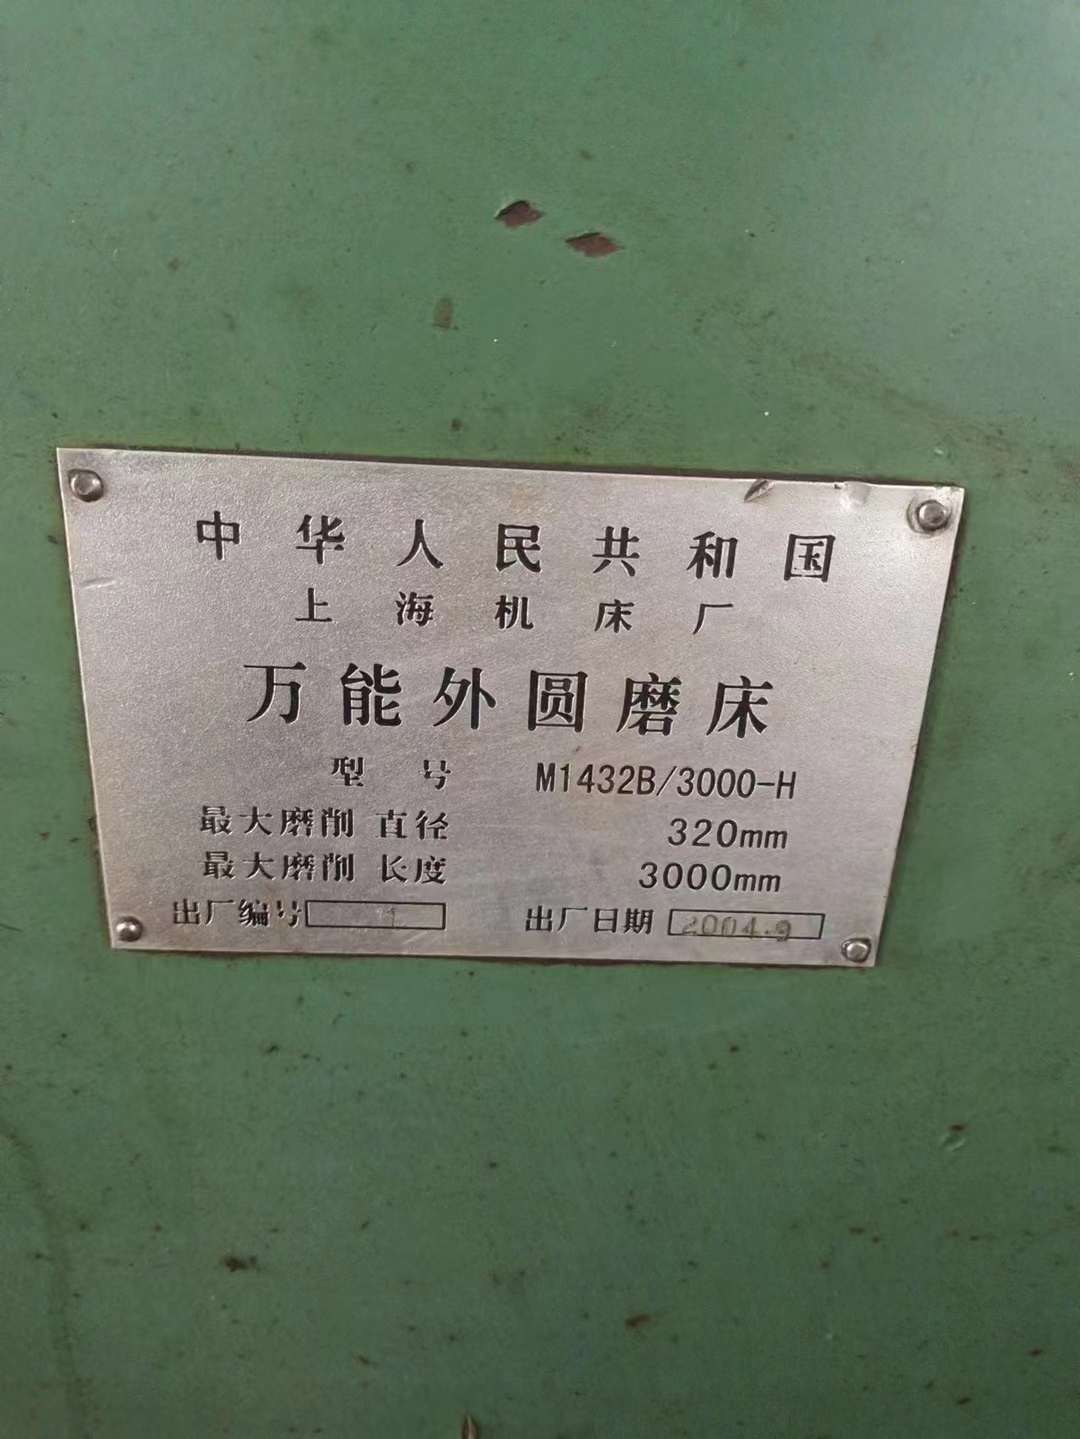 中华人民共和国
上海机床厂
万能外圆磨床
型号 M1432B/3000-H
最大磨削直径 320mm
最大磨削长度 3000mm
出厂编号 出厂日期 2004.9